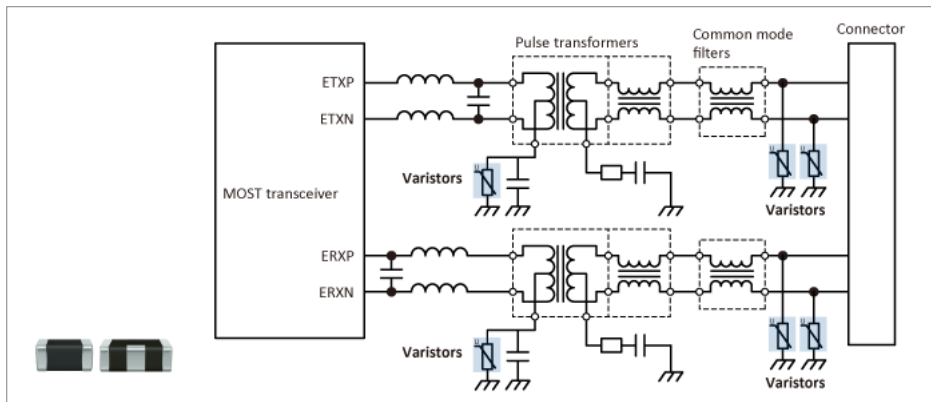 Connector
Pulse transformers
Common mode
filters
ETXP
ETXN
Varistors
MOST transceiver
Varistors
ERXP
ERXN
Varistors
Varistors